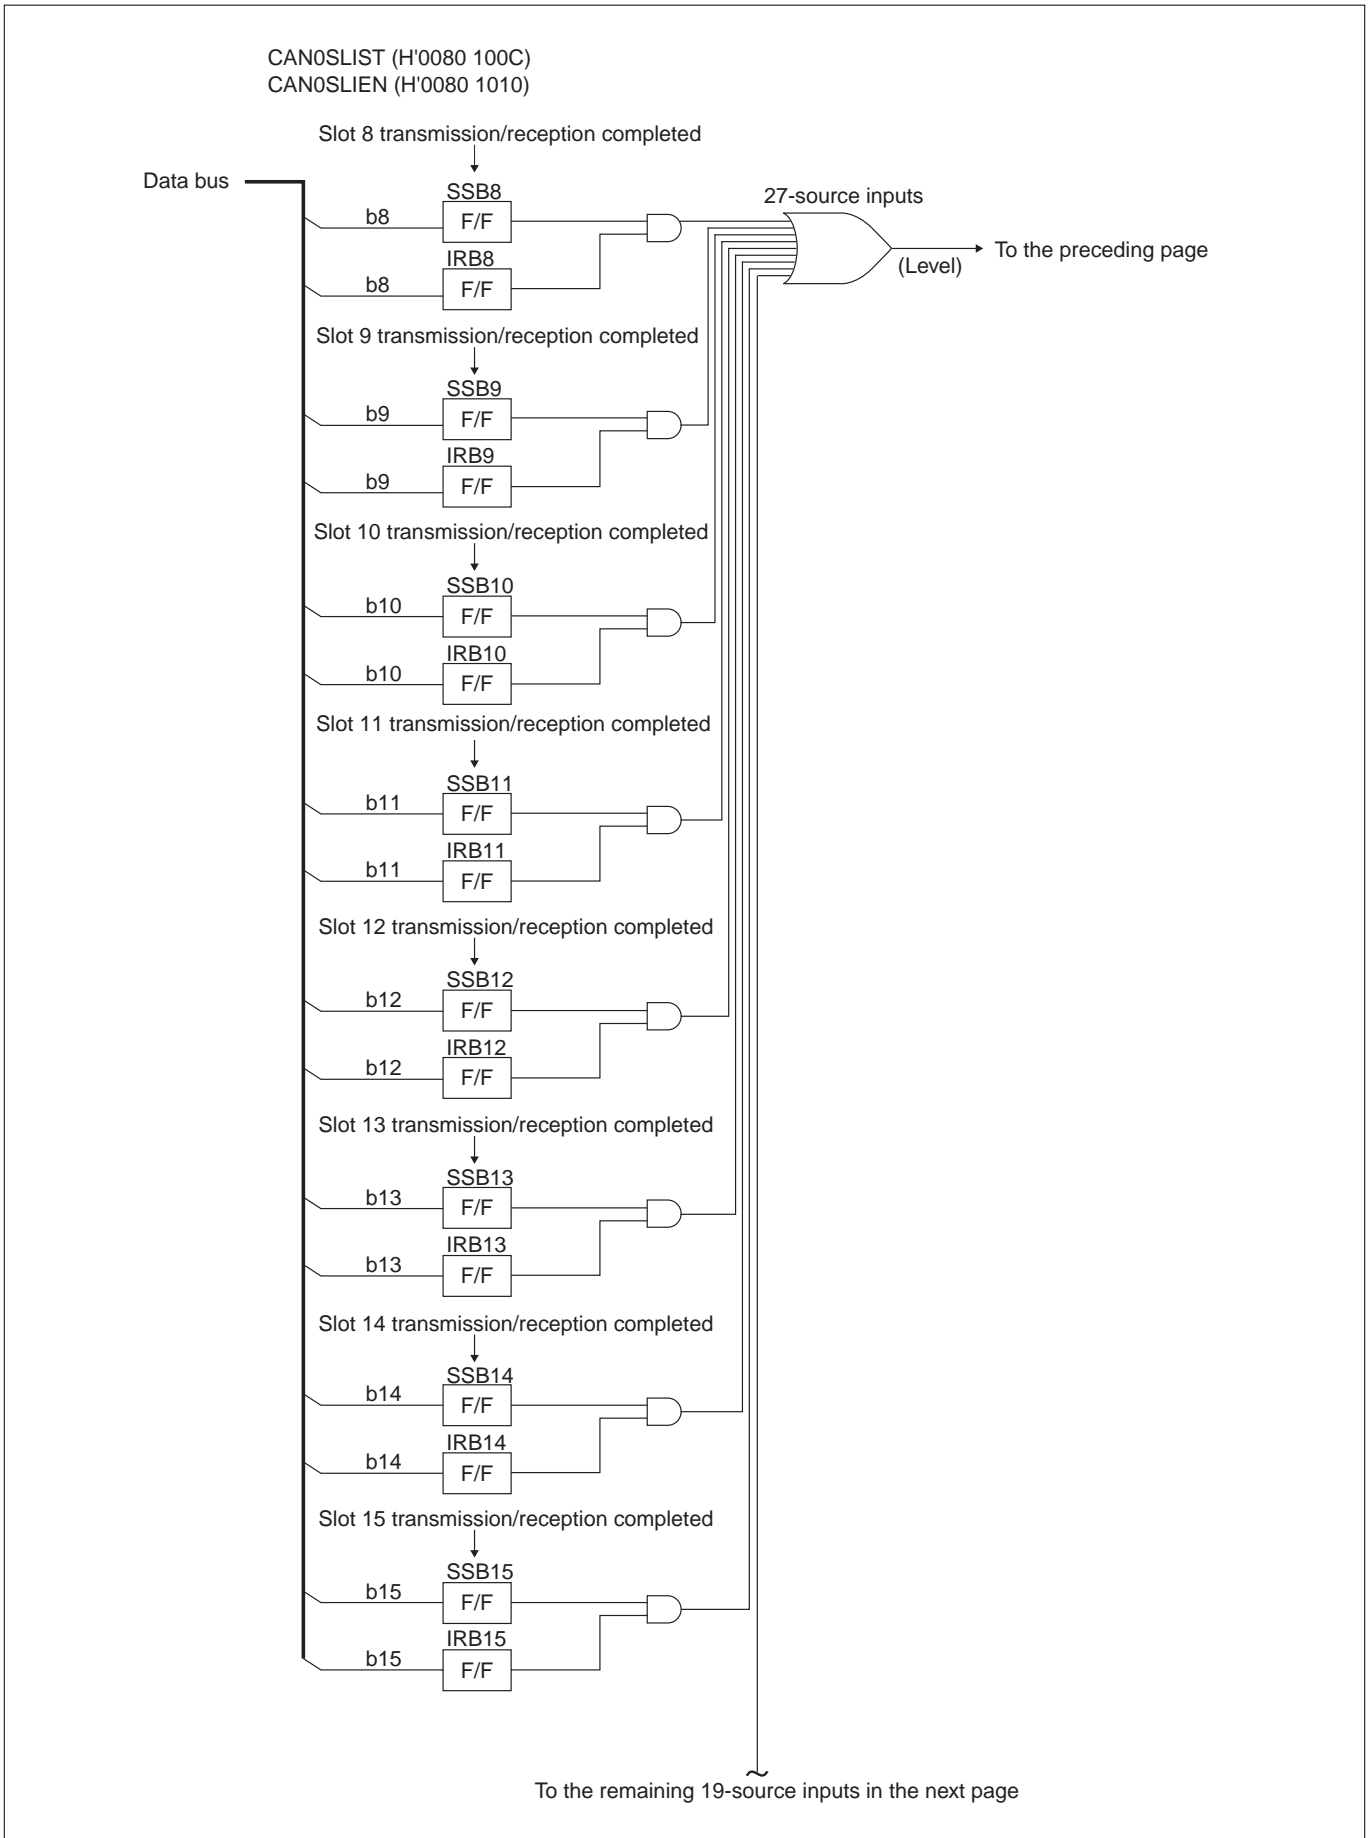 CAN0SLIST (H'0080 100C)
CAN0SLIEN (H'0080 1010)
Slot 8 transmission/reception completed
Data bus
SSB8
27-source inputs
b8
F/F
To the preceding page
(Level)
IRB8
b8
F/F
Slot 9 transmission/reception completed
SSB9
b9
F/F
IRB9
b9
F/F
Slot 10 transmission/reception completed
SSB10
b10
F/F
IRB10
b10
F/F
Slot 11 transmission/reception completed
SSB11
b11
F/F
IRB11
b11
F/F
Slot 12 transmission/reception completed
SSB12
b12
F/F
IRB12
b12
F/F
Slot 13 transmission/reception completed
SSB13
b13
F/F
IRB13
b13
F/F
Slot 14 transmission/reception completed
SSB14
b14
F/F
IRB14
b14
F/F
Slot 15 transmission/reception completed
SSB15
b15
F/F
IRB15
b15
F/F
To the remaining 19-source inputs in the next page